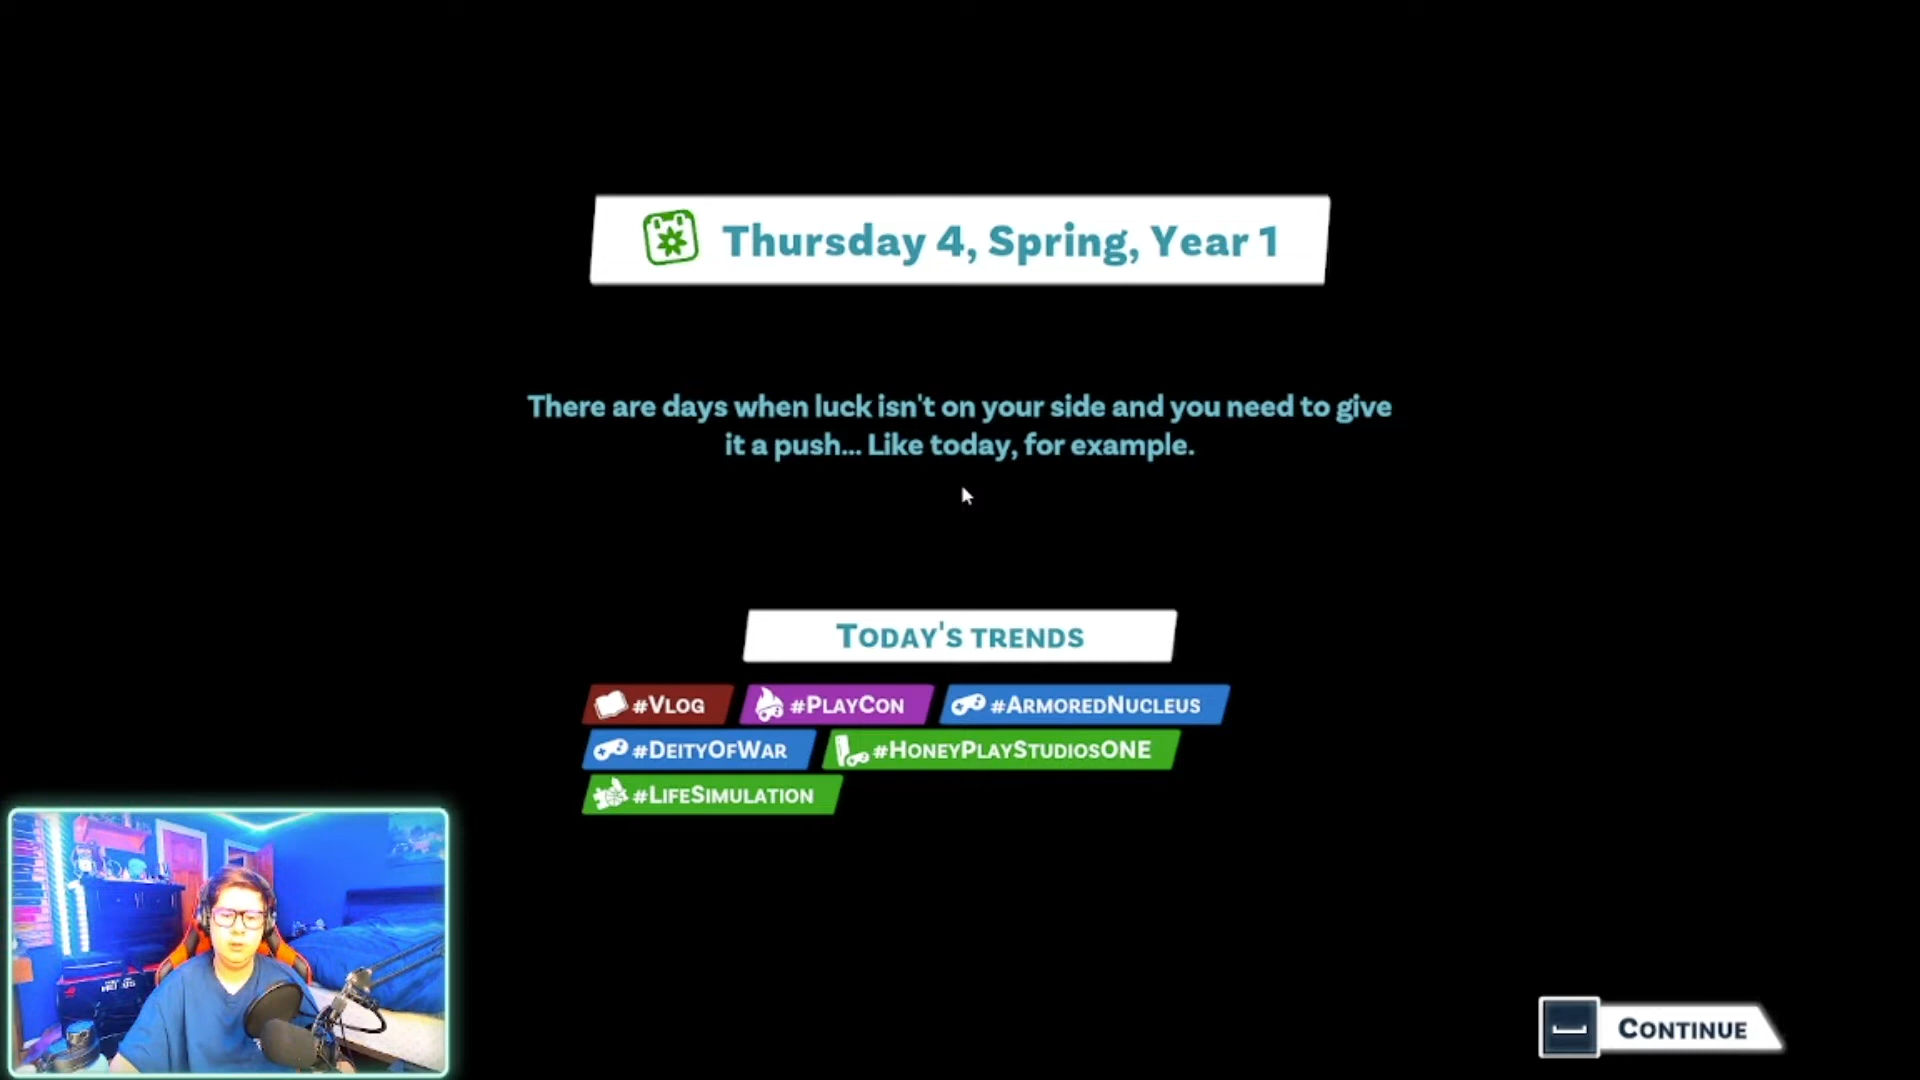 Thursday 4, Spring, Year 1
There are days when luck isn't on your side and you need to give
it a push... Like today, for example.
TODAY'S TRENDS
#VLOG #PLAYCON #ARMOREDNUCLEUS
#DEITYOFWAR #HONEYPLAYSTUDIOSONE
#LIFESIMULATION
CONTINUE